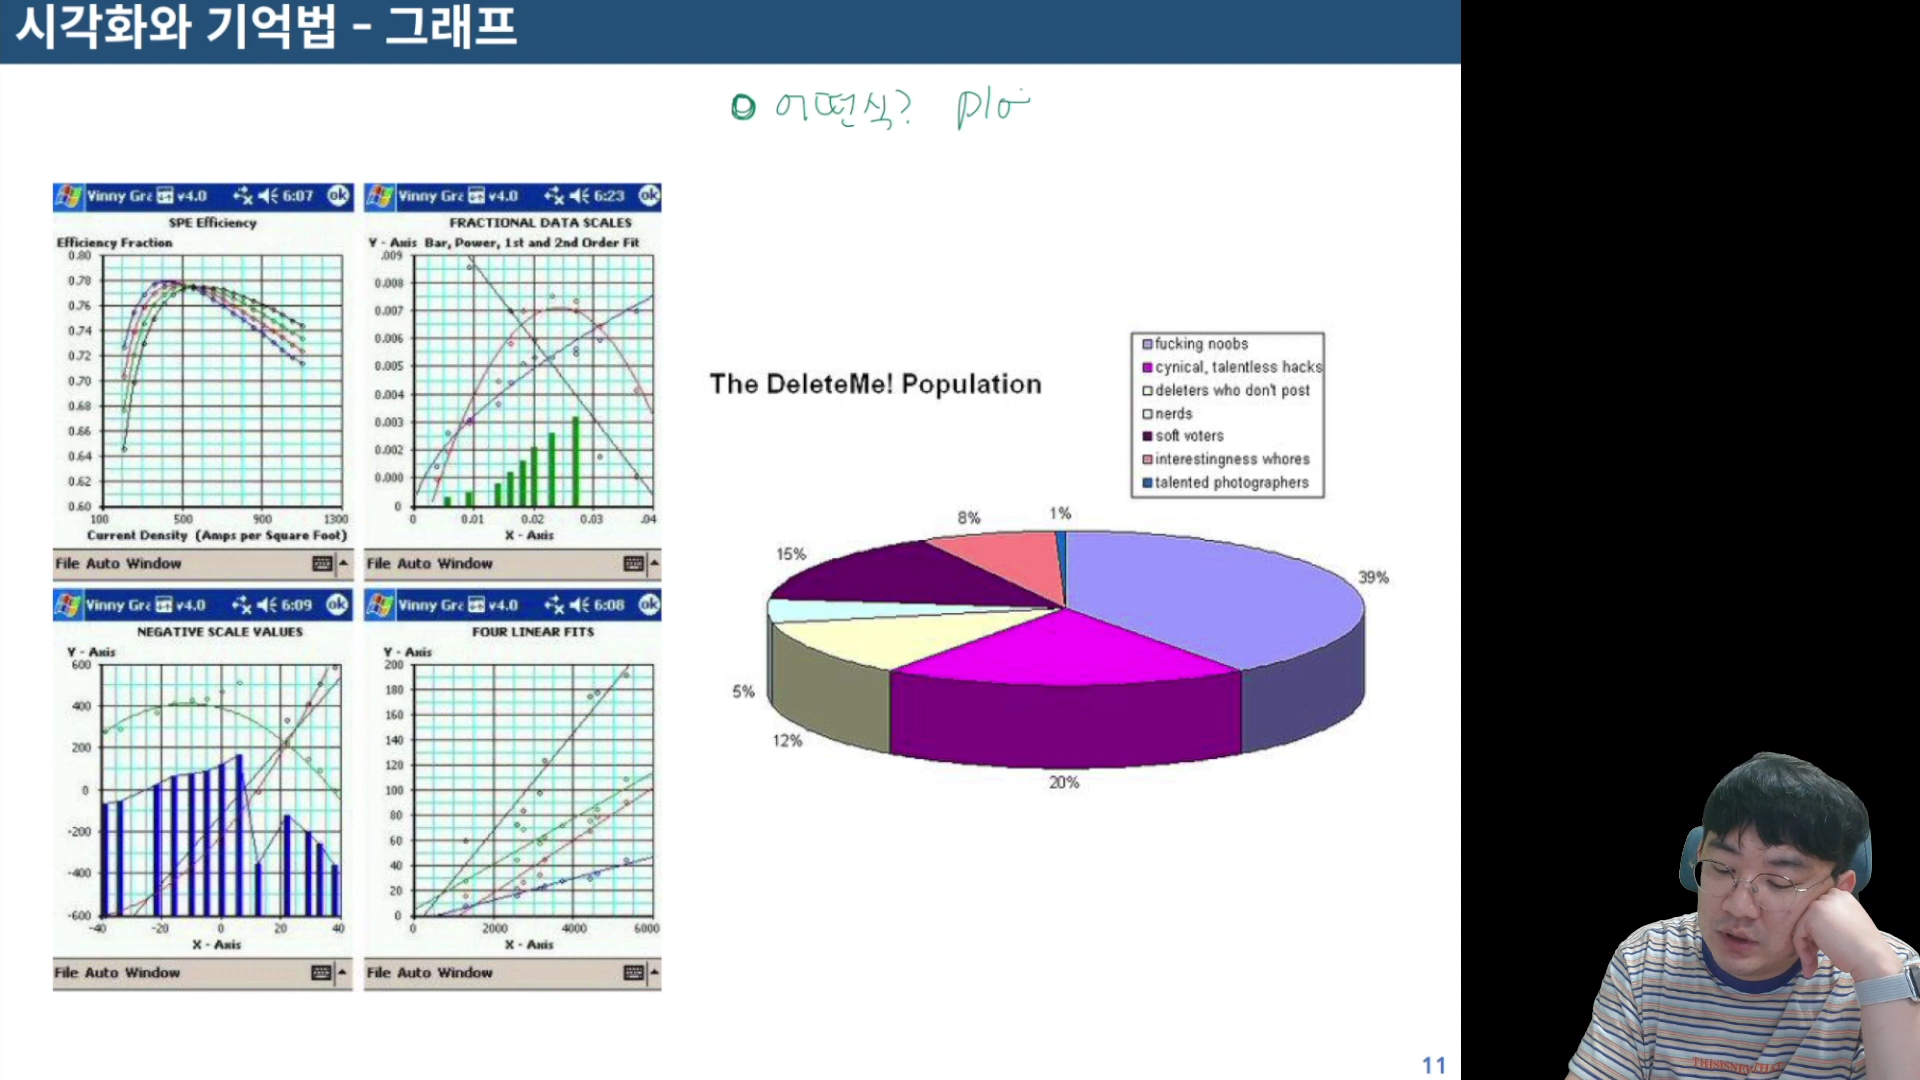 시각화와 기억법 - 그래프
어떤식? plo
Vinny Gra v4.0 6:07 ok
SPE Efficiency
Efficiency Fraction
0.80
0.78
0.76
0.74
0.72
0.70
0.68
0.66
0.64
0.62
0.60
100 500 900 1300
Current Density (Amps per Square Foot)
File Auto Window
Vinny Gra v4.0 6:23 ok
FRACTIONAL DATA SCALES
Y - Axis Bar, Power, 1st and 2nd Order Fit
.009
0.008
0.007
0.006
0.005
0.004
0.003
0.002
0.000
0
0 0.01 0.02 0.03 .04
X - Axis
File Auto Window
Vinny Gra v4.0 6:09 ok
NEGATIVE SCALE VALUES
Y - Axis
600
400
200
0
-200
-400
-600
-40 -20 0 20 40
X - Axis
File Auto Window
Vinny Gra v4.0 6:08 ok
FOUR LINEAR FITS
Y - Axis
200
180
160
140
120
100
80
60
40
20
0
0 2000 4000 6000
X - Axis
File Auto Window
The DeleteMe! Population
fucking noobs
cynical, talentless hacks
deleters who don't post
nerds
soft voters
interestingness whores
talented photographers
8% 1%
15%
39%
5%
12%
20%
11